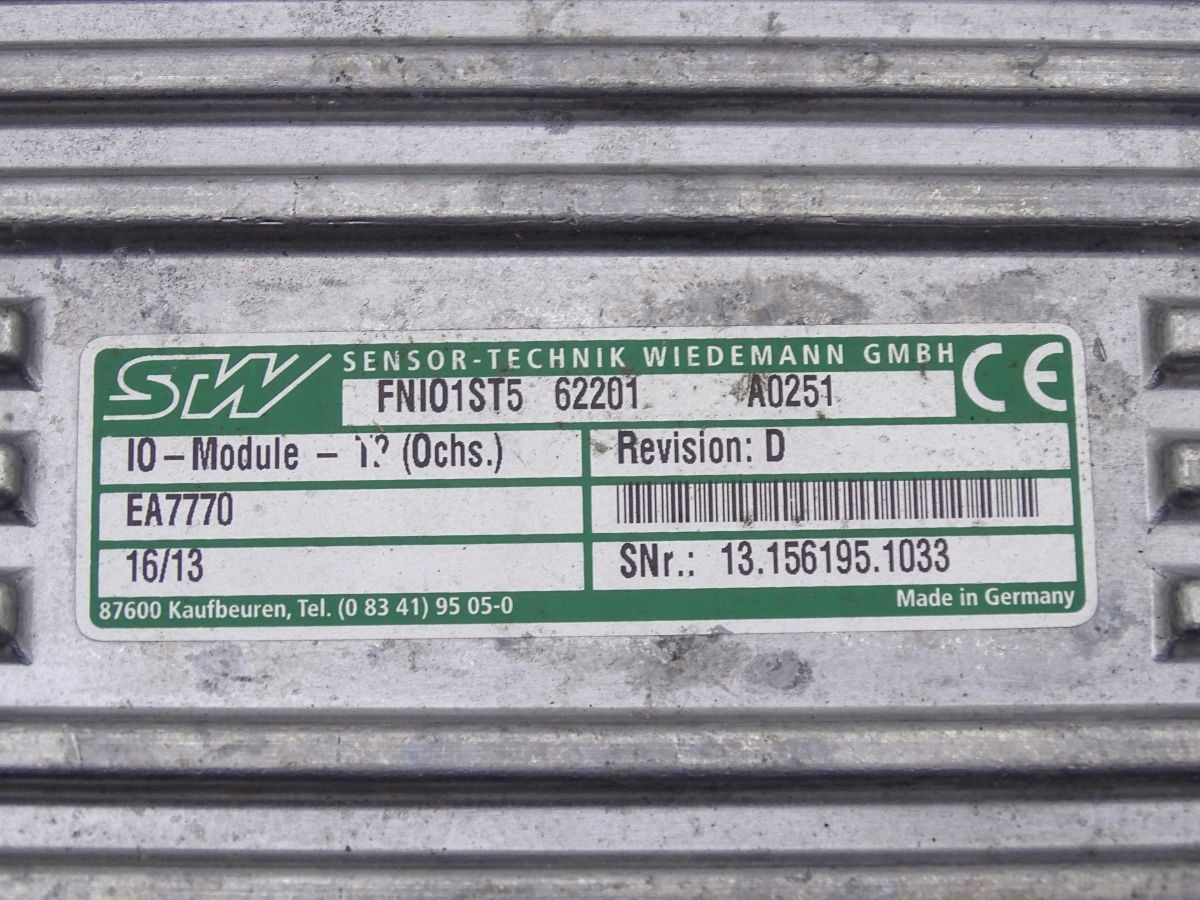 STW SENSOR-TECHNIK WIEDEMANN GMBH CE
FNIO1ST5 62201 A0251
IO-Module - (Ochs.) Revision: D
EA7770
16/13 SNr.: 13.156195.1033
87600 Kaufbeuren, Tel. (0 83 41) 95 05-0 Made in Germany